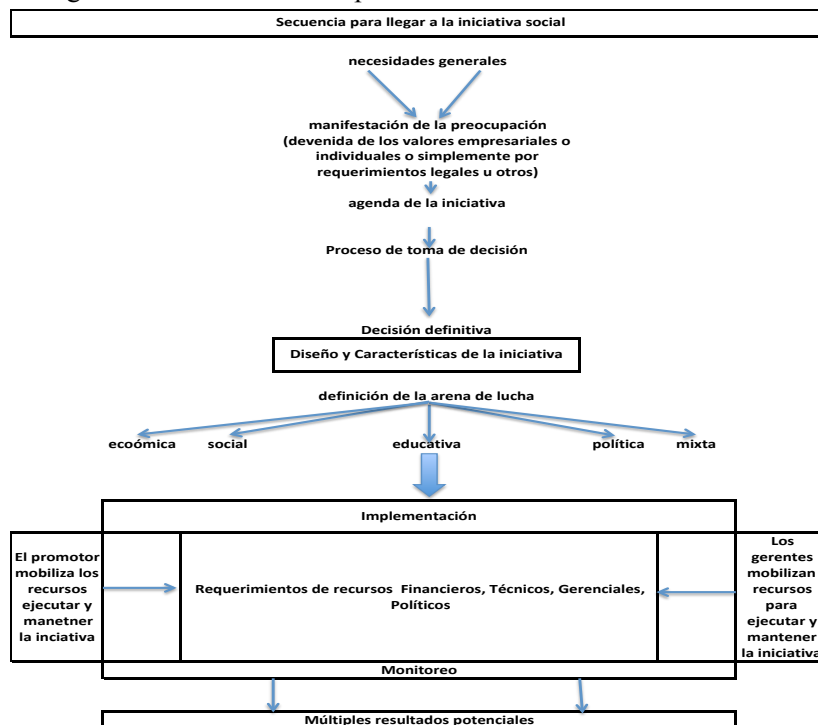 Secuencia para llegar a la iniciativa social
necesidades generales
manifestación de la preocupación
(devenida de los valores empresariales o
individuales o simplemente por
requerimientos legales u otros)
agenda de la iniciativa
Proceso de toma de decisión
Decisión definitiva
Diseño y Características de la iniciativa
definición de la arena de lucha
ecoómica social educativa política mixta
Implementación
El promotor
mobiliza los
recursos
ejecutar y
manetner
la inciativa
Requerimientos de recursos Financieros, Técnicos, Gerenciales,
Políticos
Los
gerentes
mobilizan
recursos
para
ejecutar y
mantener
la iniciativa
Monitoreo
Múltiples resultados potenciales